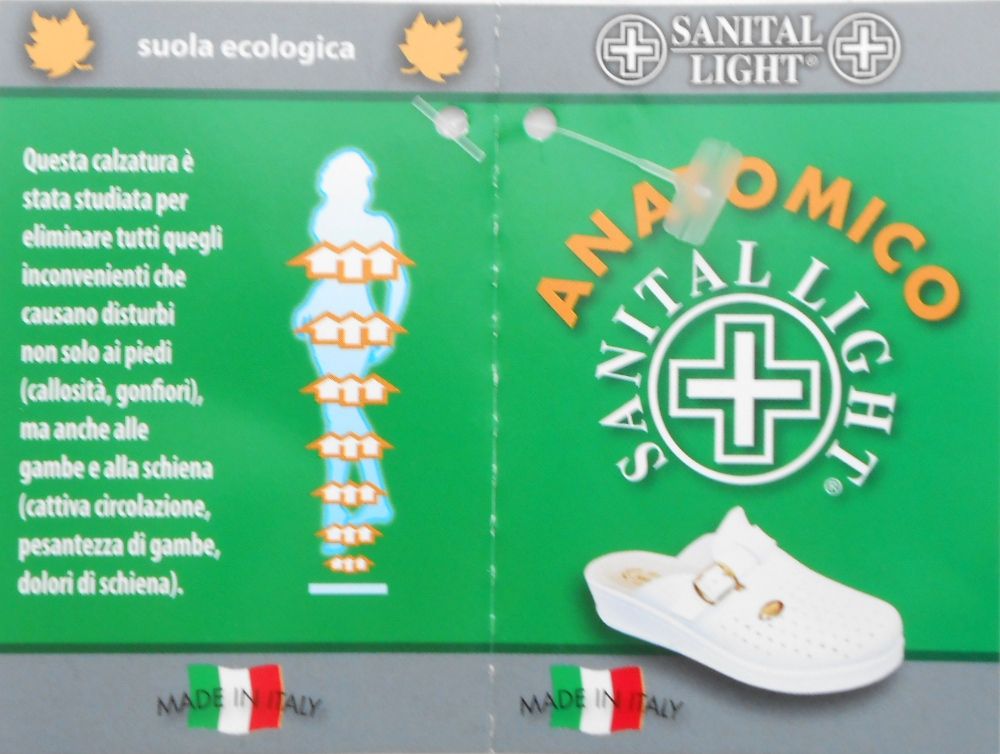 suola ecologica
Questa calzatura è
stata studiata per
eliminare tutti quegli
inconvenienti che
causano disturbi
non solo ai piedi
(callosità, gonfiori),
ma anche alle
gambe e alla schiena
(cattiva circolazione,
pesantezza di gambe,
dolori di schiena).
MADE IN ITALY
SANITAL
LIGHT®
ANATOMICO
SANITAL LIGHT®
MADE IN ITALY